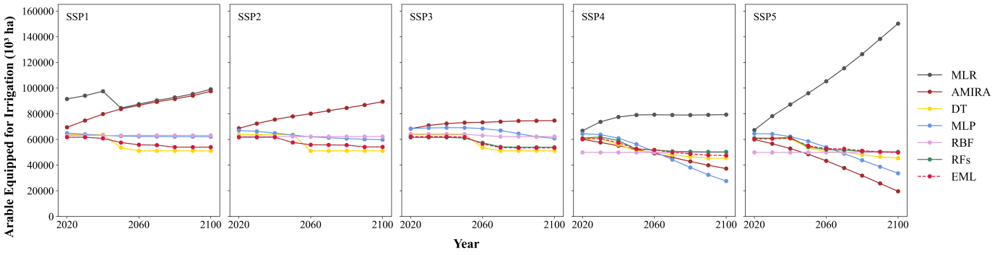 Arable Equipped for Irrigation (10³ ha)
160000
140000
120000
100000
80000
60000
40000
20000
0
SSP1
SSP2
SSP3
SSP4
SSP5
2020 2060 2100
2020 2060 2100
2020 2060 2100
2020 2060 2100
2020 2060 2100
Year
MLR
AMIRA
DT
MLP
RBF
RFs
EML